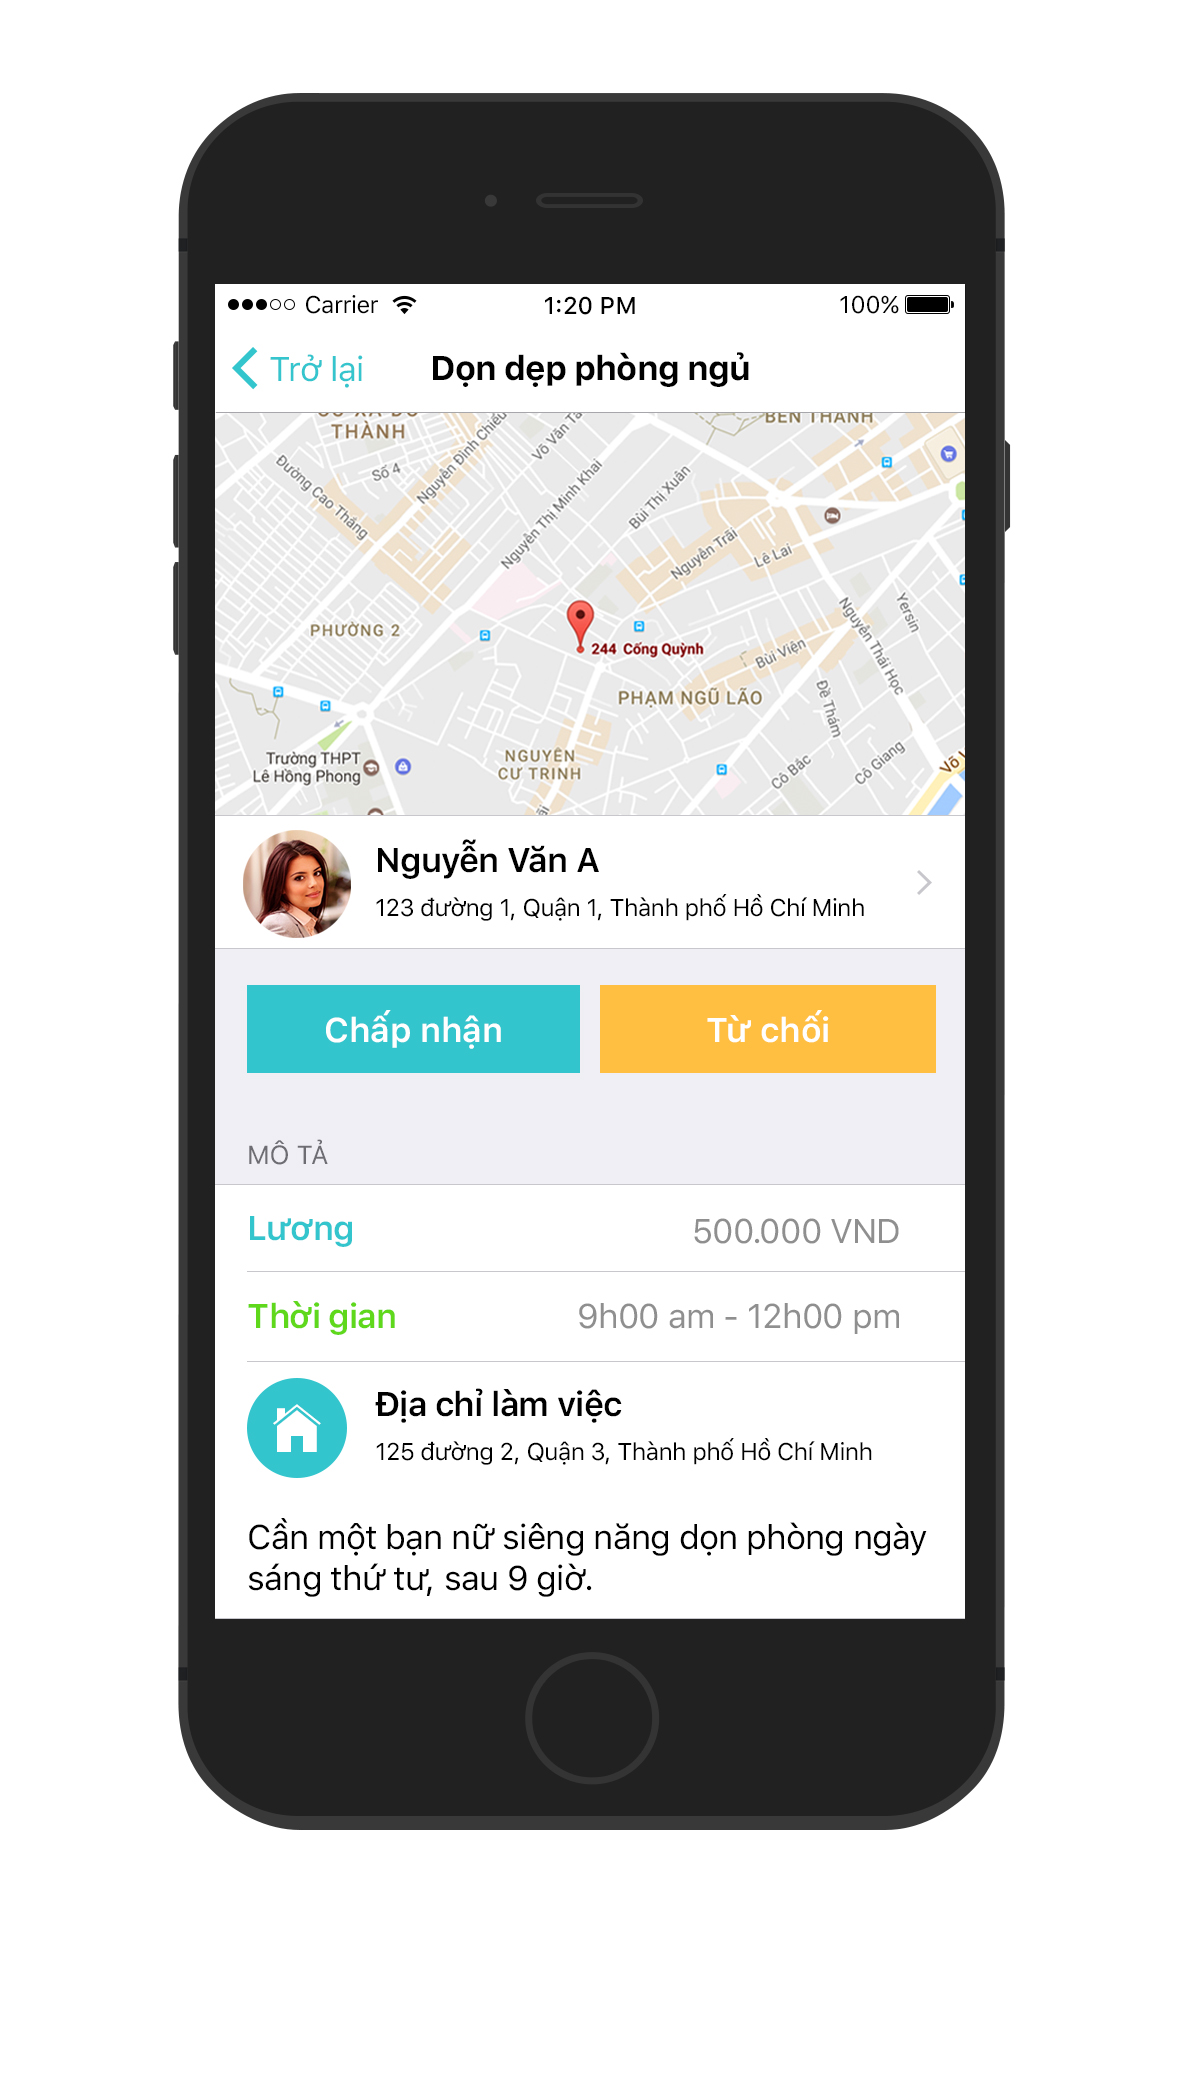 Carrier 1:20 PM 100%
Trở lại Dọn dẹp phòng ngủ
THÀNH
BẾN THÀNH
Số 4
Đường Cao Thắng
Nguyễn Đình Chiểu
Võ Văn Tầ
Nguyễn Thị Minh Khai
Bùi Thị Xuân
Nguyễn Trãi
Lê Lai
Yersin
Nguyễn Thái Học
PHƯỜNG 2
244 Cống Quỳnh
Bùi Viện
PHẠM NGŨ LÃO
Đề Thám
Trường THPT
Lê Hồng Phong
NGUYỄN
CƯ TRINH
Cô Bắc
Cô Giang
Võ
Nguyễn Văn A
123 đường 1, Quận 1, Thành phố Hồ Chí Minh
Chấp nhận Từ chối
MÔ TẢ
Lương 500.000 VND
Thời gian 9h00 am - 12h00 pm
Địa chỉ làm việc
125 đường 2, Quận 3, Thành phố Hồ Chí Minh
Cần một bạn nữ siêng năng dọn phòng ngày
sáng thứ tư, sau 9 giờ.